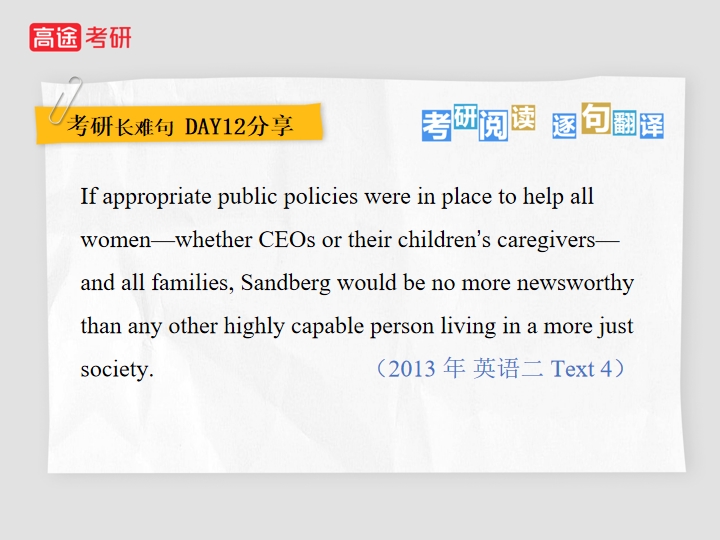 高途考研
考研长难句 DAY12分享
考研阅读 逐句翻译
If appropriate public policies were in place to help all
women—whether CEOs or their children’s caregivers—
and all families, Sandberg would be no more newsworthy
than any other highly capable person living in a more just
society. （2013 年 英语二 Text 4）